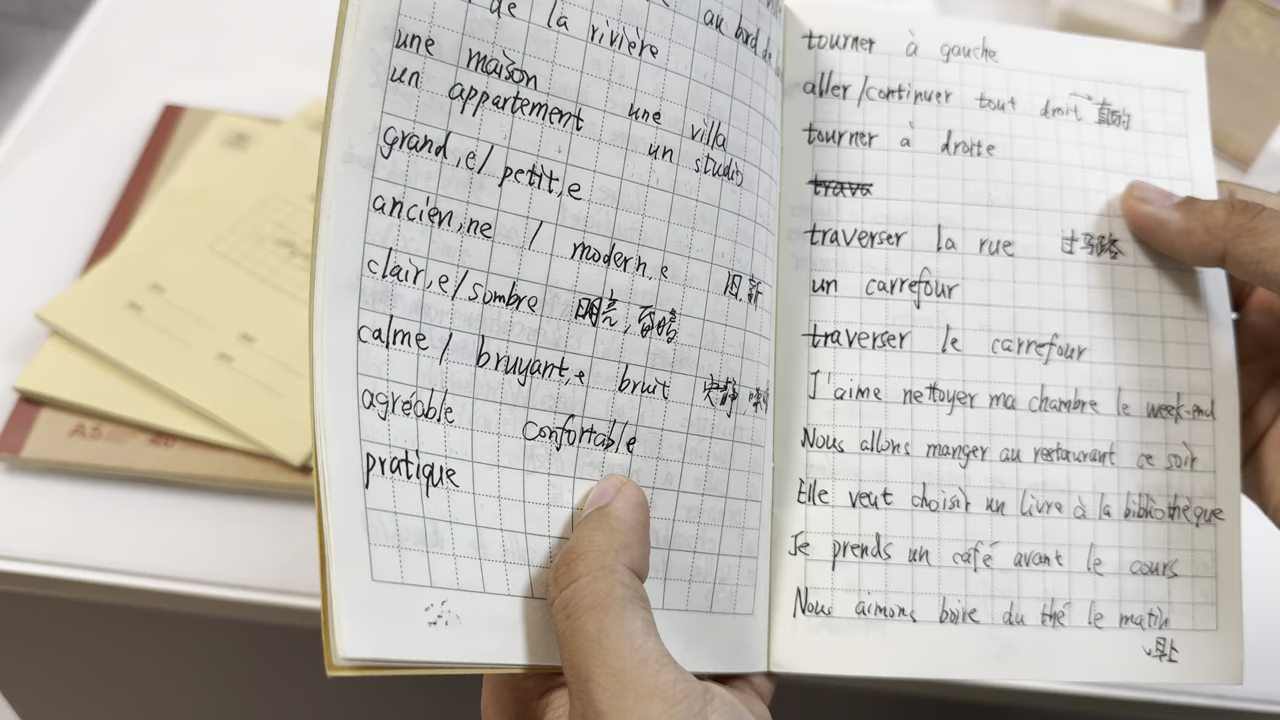 au bord de
de la rivière
une maison une villa
un appartement un studio
grand,e/ petit,e
ancien,ne / modern,e 旧,新
clair,e/sombre 明亮,昏暗
calme / bruyant,e bruit 安静
agréable confortable
pratique
tourner à gauche
aller/continuer tout droit → 直的
tourner à droite
trava
traverser la rue 过马路
un carrefour
traverser le carrefour
J'aime nettoyer ma chambre le week-end
Nous allons manger au restaurant ce soir
Elle veut choisir un livre à la bibliothèque
Je prends un café avant le cours
Nous aimons boire du thé le matin
早上
A5